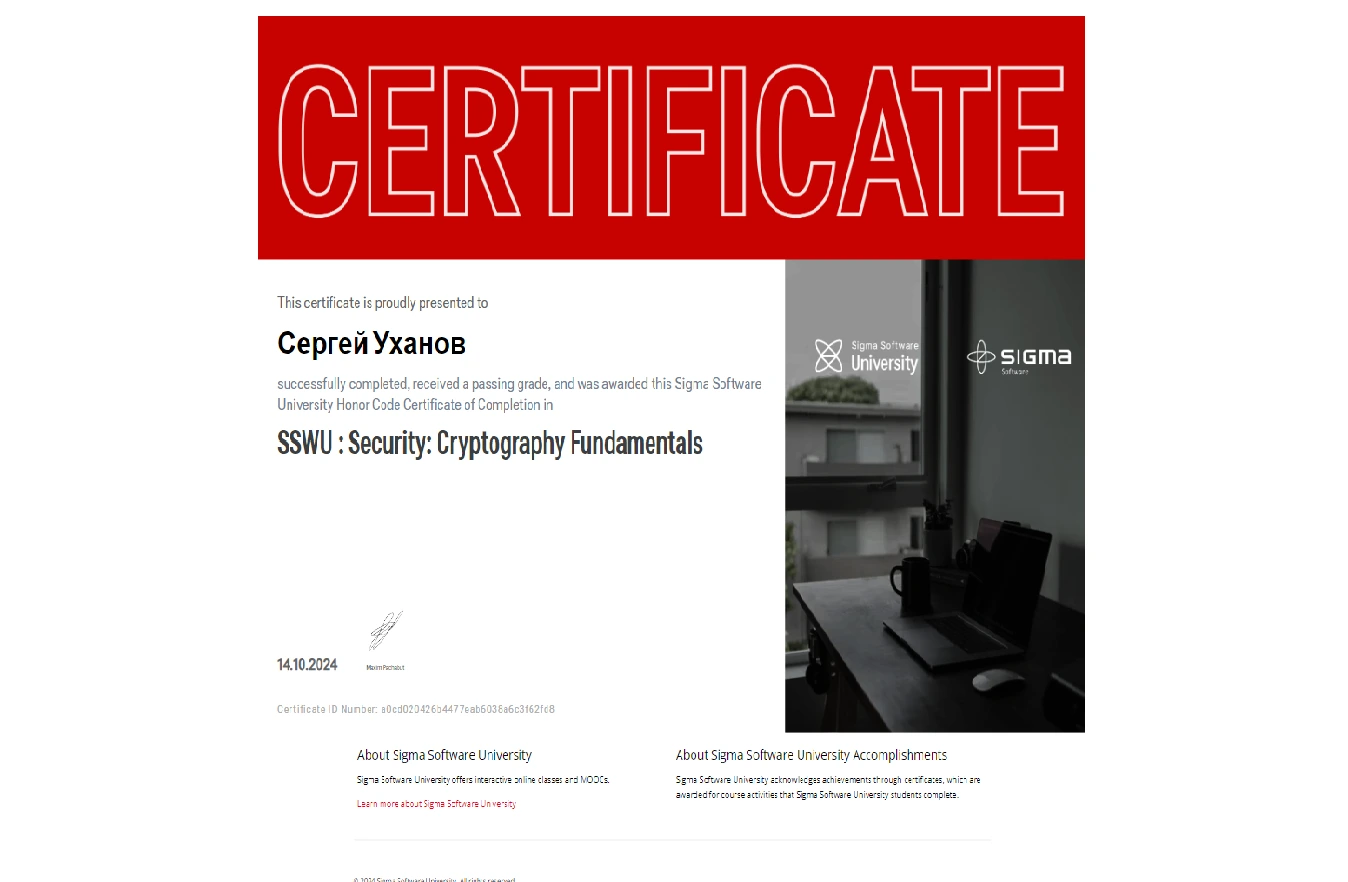 CERTIFICATE
This certificate is proudly presented to
Сергей Уханов
successfully completed, received a passing grade, and was awarded this Sigma Software
University Honor Code Certificate of Completion in
SSWU : Security: Cryptography Fundamentals
Sigma Software
University
sigma
Software
14.10.2024
Certificate ID Number: a0cd020426b4477eab6038a6c3f62fd8
About Sigma Software University
Sigma Software University offers interactive online classes and MOOCs.
Learn more about Sigma Software University
About Sigma Software University Accomplishments
Sigma Software University acknowledges achievements through certificates, which are
awarded for course activities that Sigma Software University students complete.
© 2024 Sigma Software University. All rights reserved